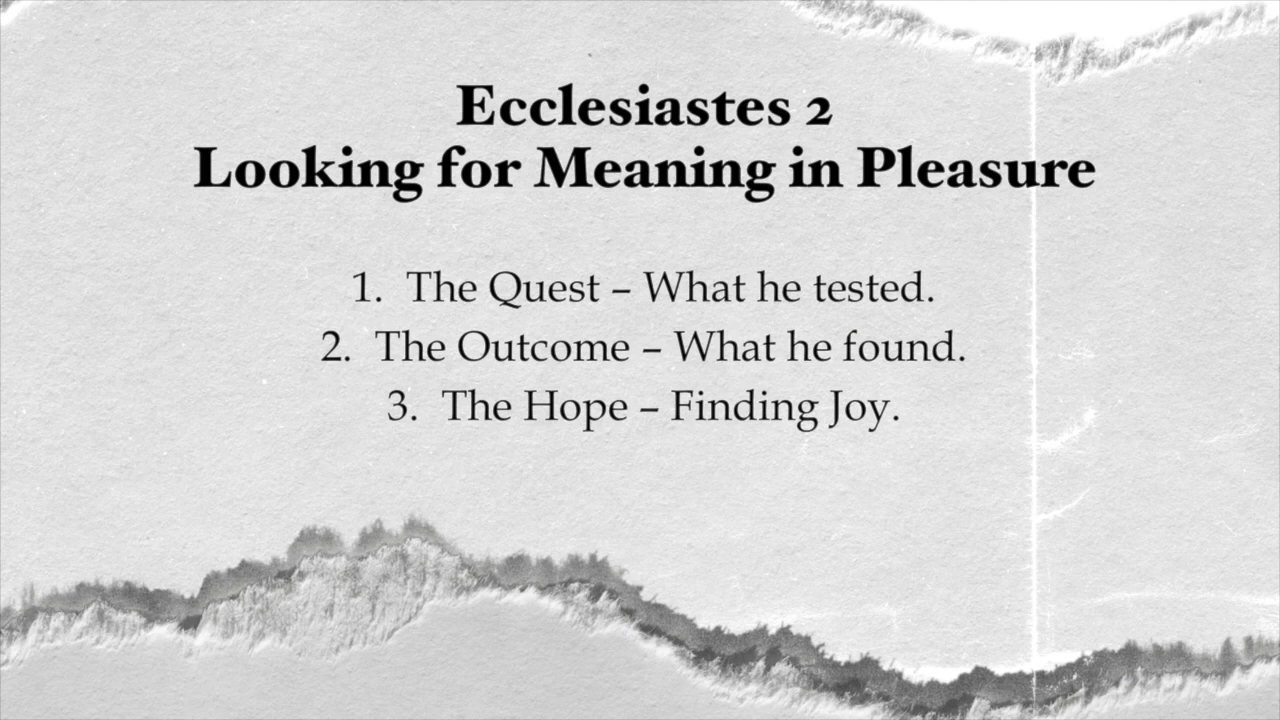 Ecclesiastes 2
Looking for Meaning in Pleasure
1. The Quest – What he tested.
2. The Outcome – What he found.
3. The Hope – Finding Joy.